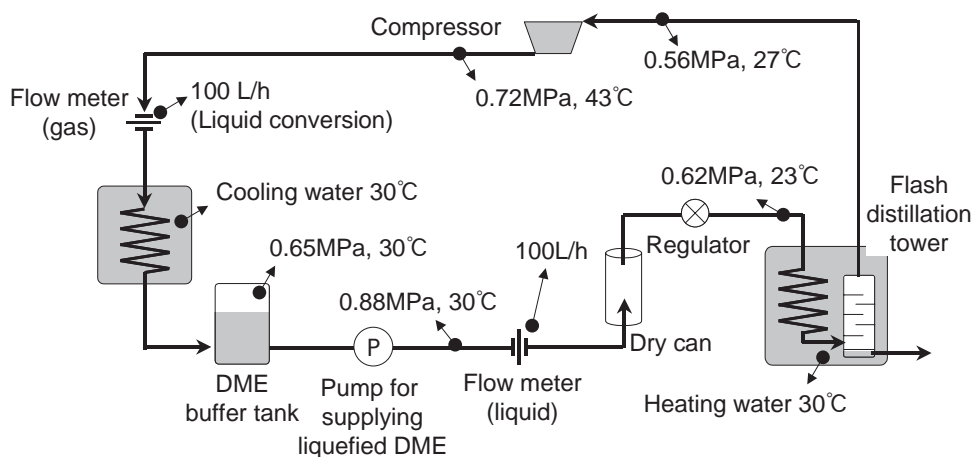 Compressor
0.56MPa, 27℃
0.72MPa, 43℃
Flow meter
(gas)
100 L/h
(Liquid conversion)
Cooling water 30℃
0.62MPa, 23℃
Flash
distillation
tower
Regulator
0.65MPa, 30℃
100L/h
0.88MPa, 30℃
P
Dry can
DME
buffer tank
Pump for
supplying
liquefied DME
Flow meter
(liquid)
Heating water 30℃